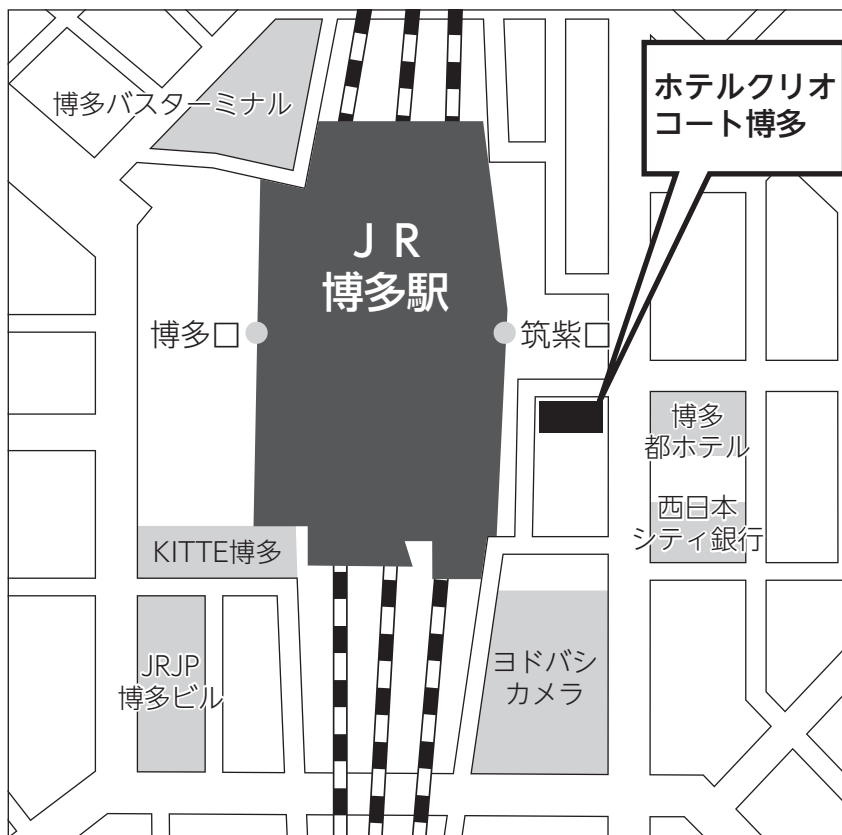 博多バスターミナル
ホテルクリオ
コート博多
ＪＲ
博多駅
博多口
筑紫口
博多
都ホテル
西日本
シティ銀行
KITTE博多
JRJP
博多ビル
ヨドバシ
カメラ